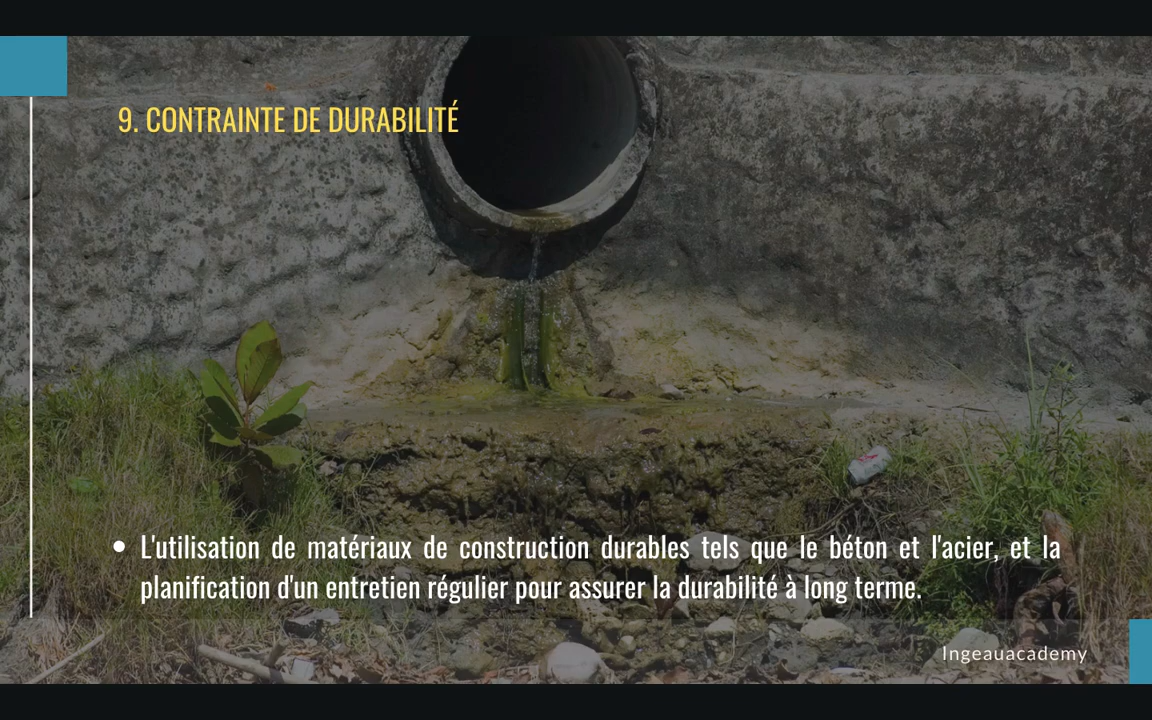 9. CONTRAINTE DE DURABILITÉ
L'utilisation de matériaux de construction durables tels que le béton et l'acier, et la
planification d'un entretien régulier pour assurer la durabilité à long terme.
Ingeauacademy